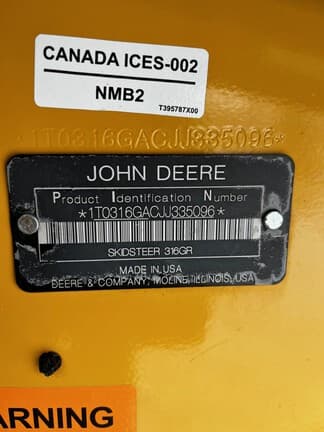 CANADA ICES-002
NMB2
T395787X00
*1T0316GACJJ335096*
JOHN DEERE
Product Identification Number
*1T0316GACJJ335096*
SKIDSTEER 316GR
MADE IN USA
DEERE & COMPANY, MOLINE, ILLINOIS, USA
ARNING